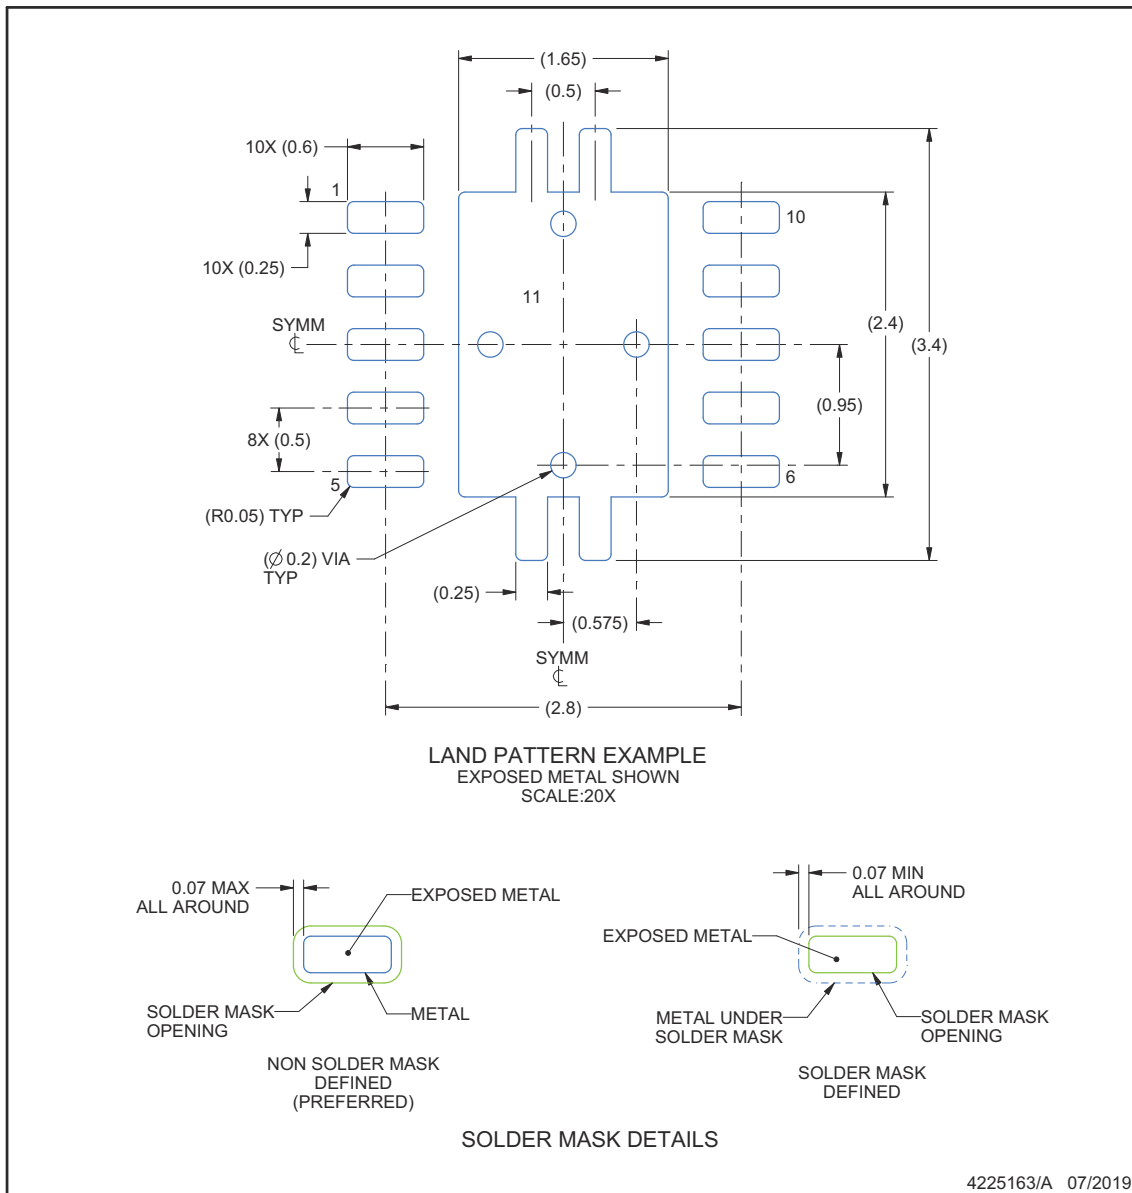 (1.65)
(0.5)
10X (0.6)
1
10
10X (0.25)
11
SYMM
℄
(2.4)
(3.4)
(0.95)
8X (0.5)
5
6
(R0.05) TYP
(∅ 0.2) VIA
TYP
(0.25)
(0.575)
SYMM
℄
(2.8)
LAND PATTERN EXAMPLE
EXPOSED METAL SHOWN
SCALE:20X
0.07 MAX
ALL AROUND
EXPOSED METAL
SOLDER MASK
OPENING
METAL
NON SOLDER MASK
DEFINED
(PREFERRED)
0.07 MIN
ALL AROUND
EXPOSED METAL
METAL UNDER
SOLDER MASK
SOLDER MASK
OPENING
SOLDER MASK
DEFINED
SOLDER MASK DETAILS
4225163/A 07/2019